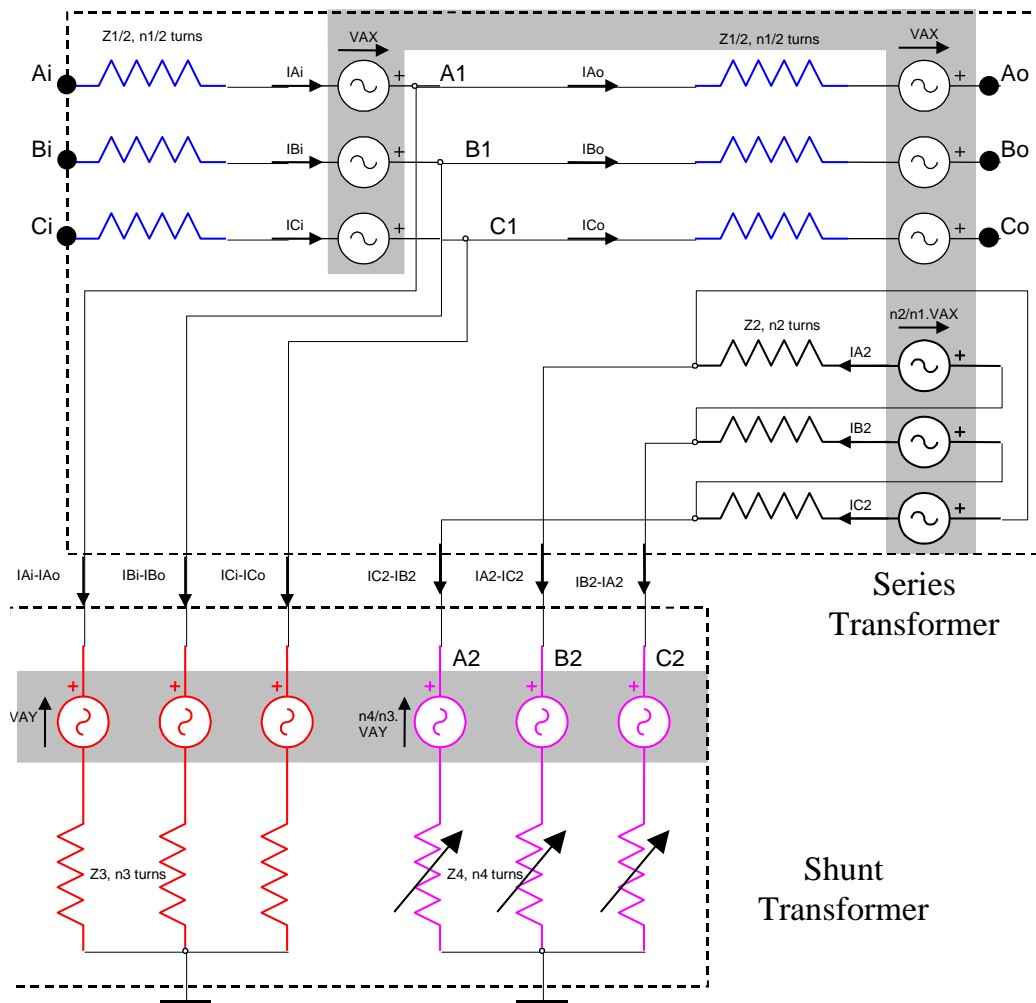 Z1/2, n1/2 turns
VAX
Z1/2, n1/2 turns
VAX
Ai
IAi
+
A1
IAo
+
Ao
Bi
IBi
+
B1
IBo
+
Bo
Ci
ICi
+
C1
ICo
+
Co
n2/n1.VAX
Z2, n2 turns
IA2
+
IB2
+
IC2
+
IAi-IAo
IBi-IBo
ICi-ICo
IC2-IB2
IA2-IC2
IB2-IA2
Series
Transformer
A2
B2
C2
+
+
+
+
+
+
VAY
n4/n3.
VAY
Z3, n3 turns
Z4, n4 turns
Shunt
Transformer